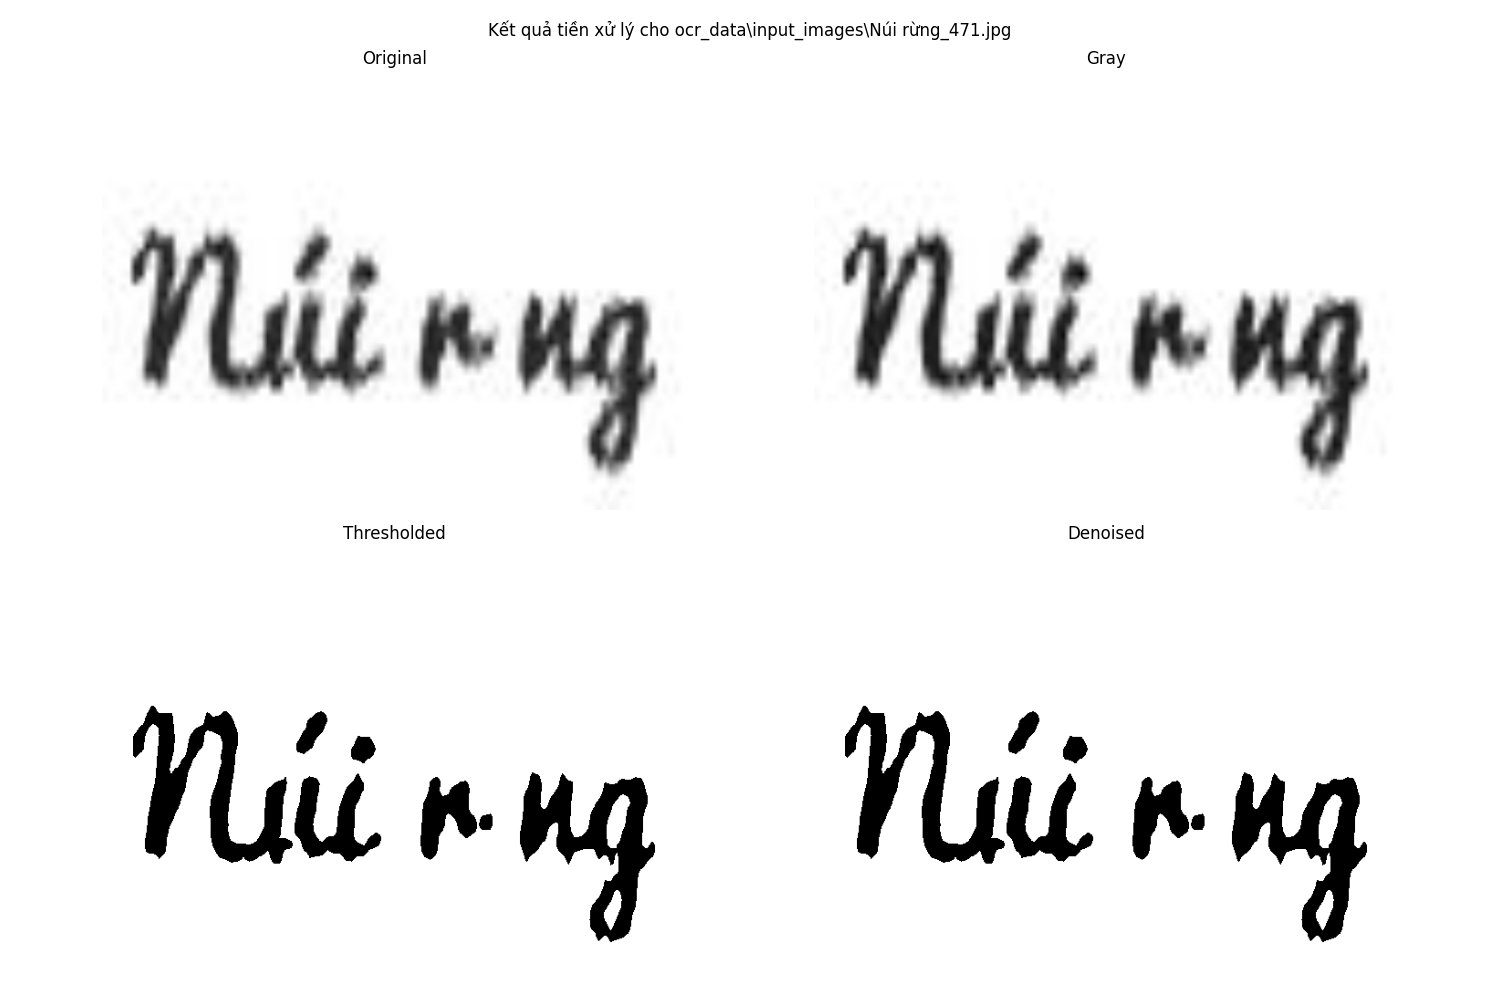 Kết quả tiền xử lý cho ocr_data\input_images\Núi rừng_471.jpg
Original
Gray
Núi r ng
Núi r ng
Thresholded
Denoised
Núi r ng
Núi r ng